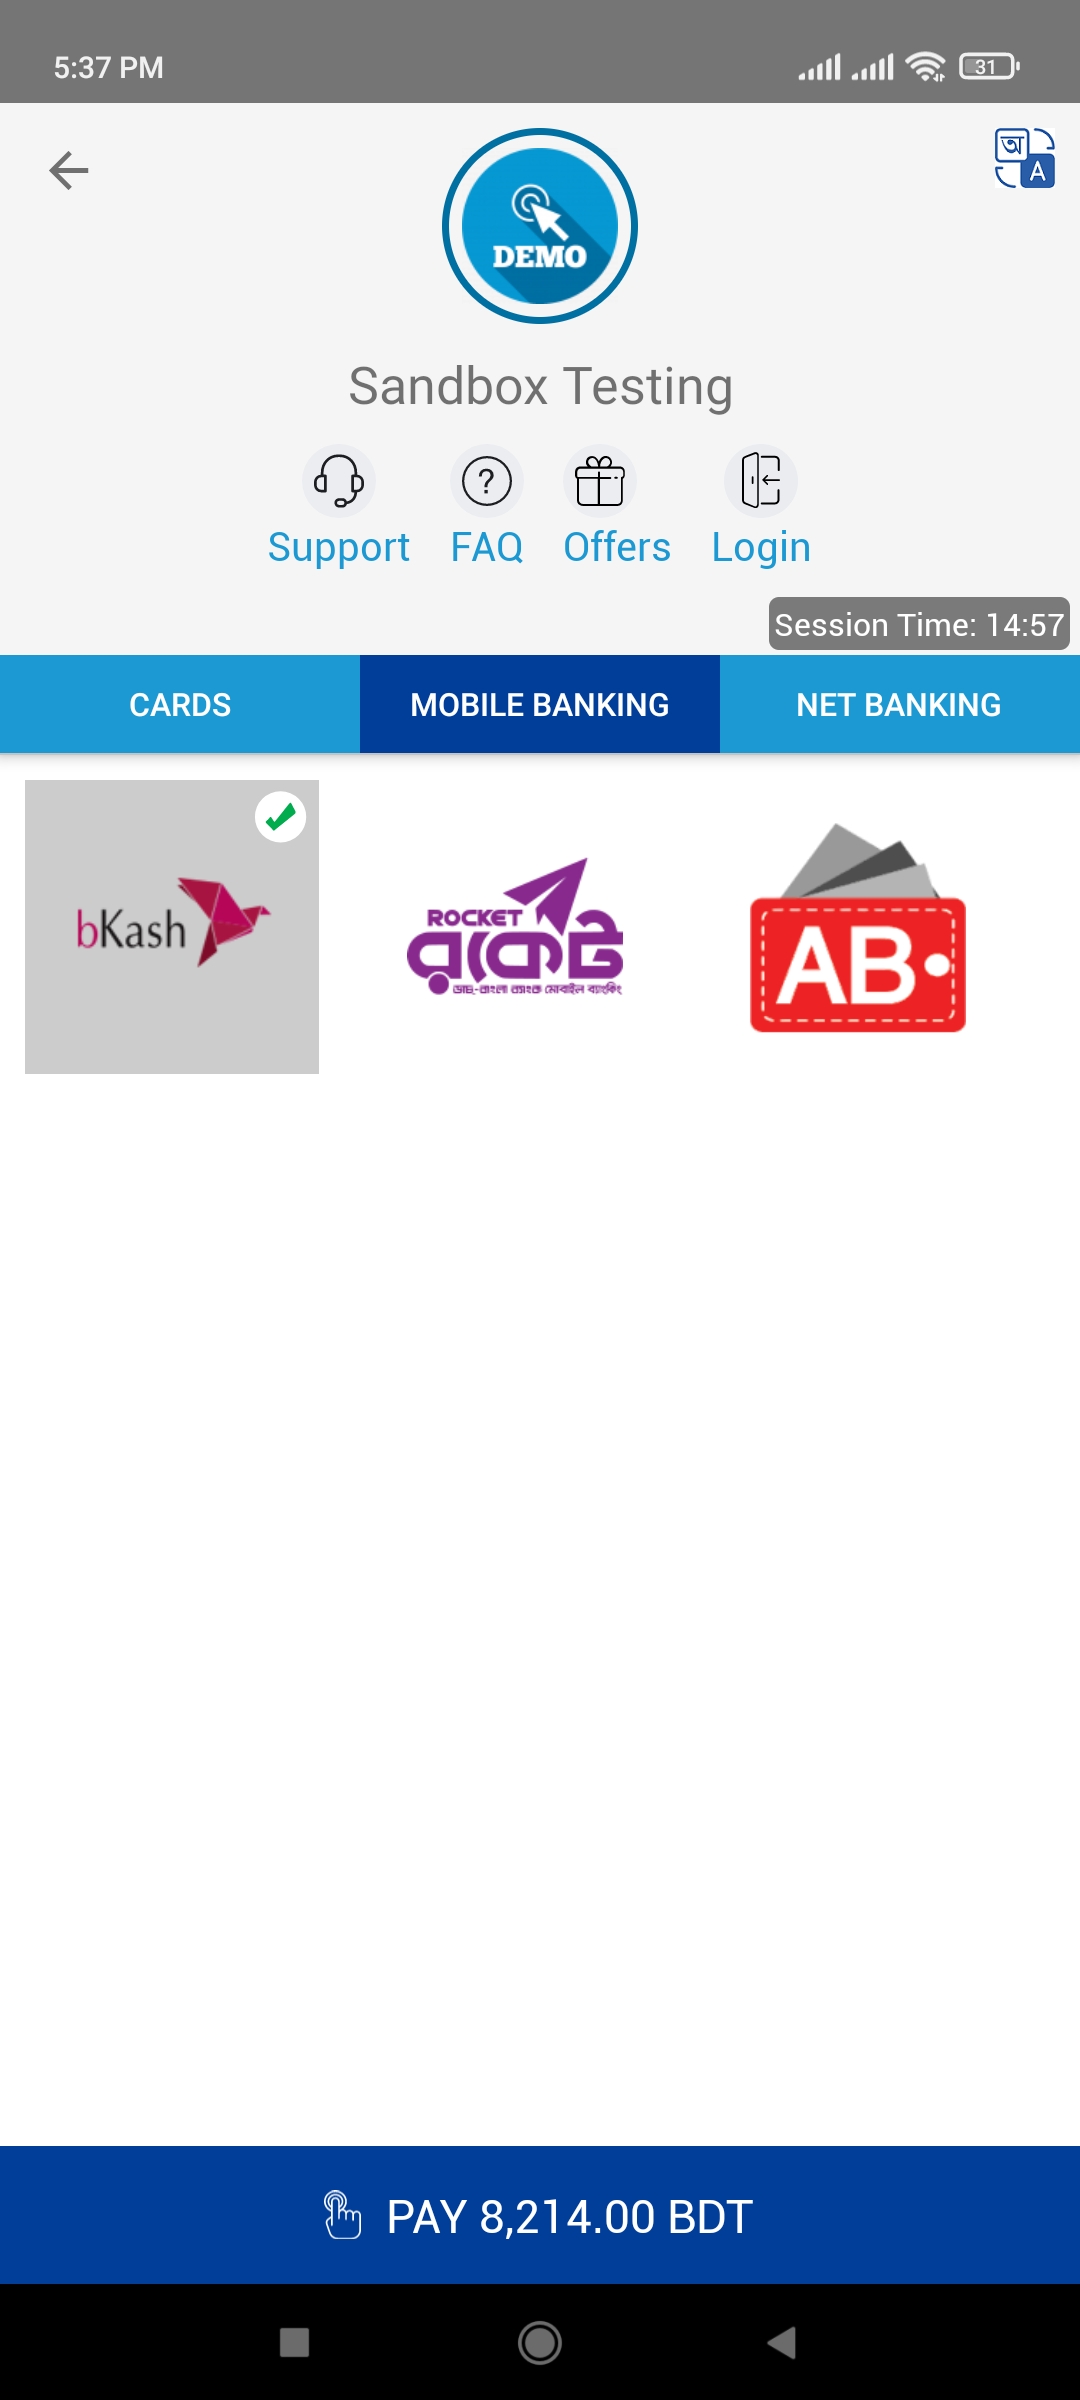 5:37 PM
31
অ
A
DEMO
Sandbox Testing
?
Support FAQ Offers Login
Session Time: 14:57
CARDS MOBILE BANKING NET BANKING
bKash
ROCKET
রকেট
ডাচ্-বাংলা ব্যাংক মোবাইল ব্যাংকিং
AB
PAY 8,214.00 BDT